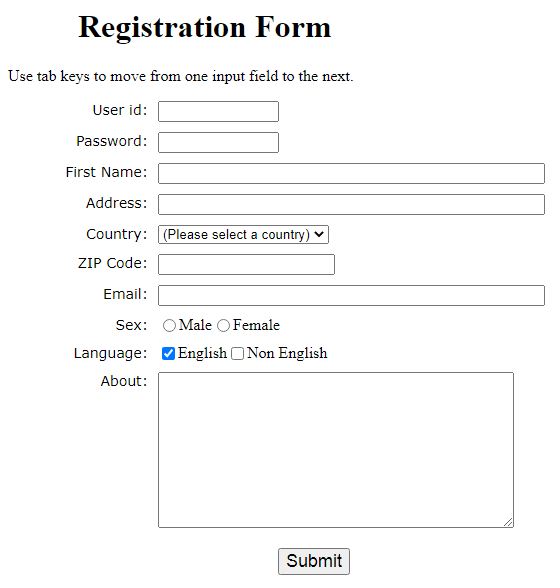 Registration Form
Use tab keys to move from one input field to the next.
User id:
Password:
First Name:
Address:
Country: (Please select a country)
ZIP Code:
Email:
Sex: Male Female
Language: English Non English
About:
Submit